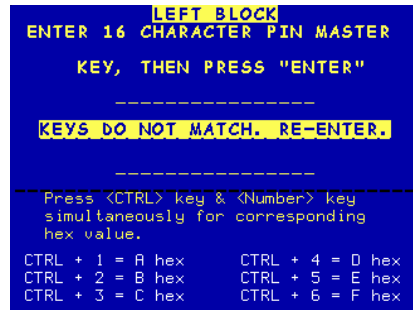 LEFT BLOCK
ENTER 16 CHARACTER PIN MASTER
KEY, THEN PRESS "ENTER"
_________________
KEYS DO NOT MATCH. RE-ENTER.
_________________
Press <CTRL> key & <Number> key
simultaneously for corresponding
hex value.
CTRL + 1 = A hex CTRL + 4 = D hex
CTRL + 2 = B hex CTRL + 5 = E hex
CTRL + 3 = C hex CTRL + 6 = F hex